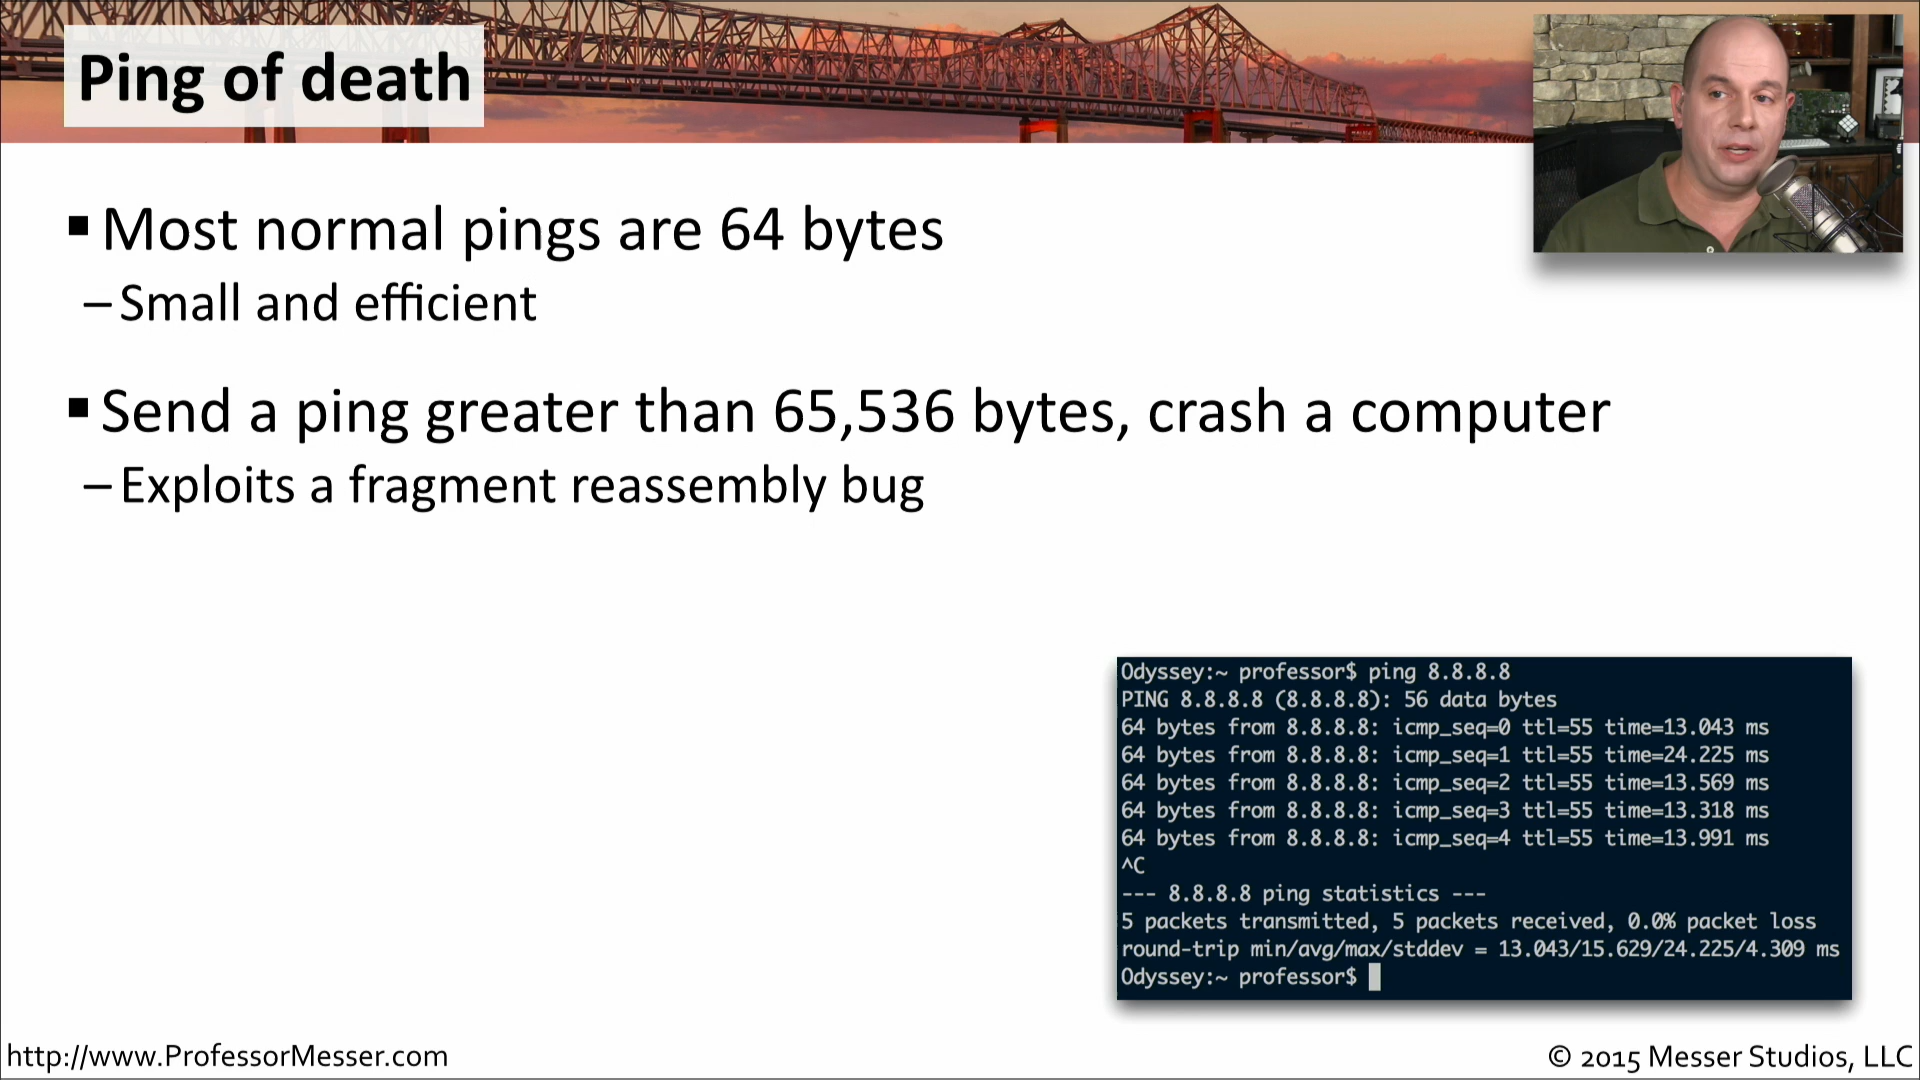 Ping of death
▪ Most normal pings are 64 bytes
– Small and efficient
▪ Send a ping greater than 65,536 bytes, crash a computer
– Exploits a fragment reassembly bug
Odyssey:~ professor$ ping 8.8.8.8
PING 8.8.8.8 (8.8.8.8): 56 data bytes
64 bytes from 8.8.8.8: icmp_seq=0 ttl=55 time=13.043 ms
64 bytes from 8.8.8.8: icmp_seq=1 ttl=55 time=24.225 ms
64 bytes from 8.8.8.8: icmp_seq=2 ttl=55 time=13.569 ms
64 bytes from 8.8.8.8: icmp_seq=3 ttl=55 time=13.318 ms
64 bytes from 8.8.8.8: icmp_seq=4 ttl=55 time=13.991 ms
^C
--- 8.8.8.8 ping statistics ---
5 packets transmitted, 5 packets received, 0.0% packet loss
round-trip min/avg/max/stddev = 13.043/15.629/24.225/4.309 ms
Odyssey:~ professor$
http://www.ProfessorMesser.com
© 2015 Messer Studios, LLC